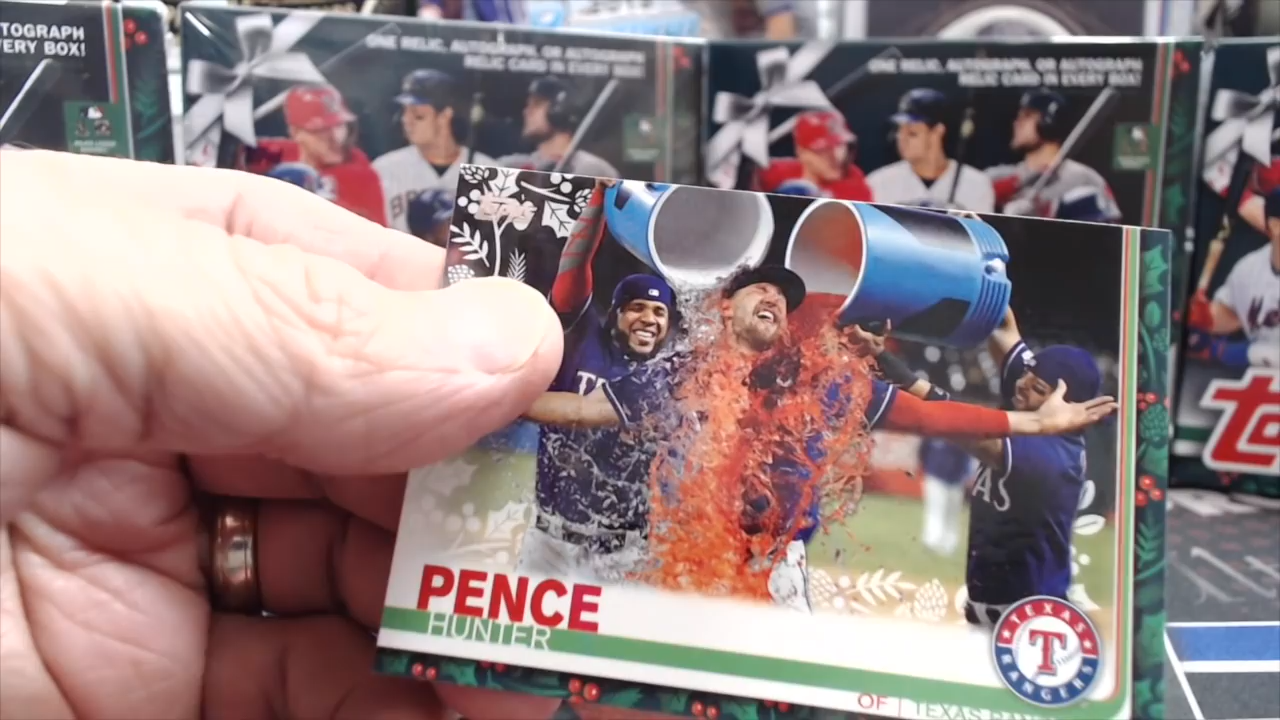 TOGRAPH
VERY BOX!
ONE RELIC, AUTOGRAPH, OR AUTOGRAPH
RELIC CARD IN EVERY BOX!
ONE RELIC, AUTOGRAPH, OR AUTOGRAPH
RELIC CARD IN EVERY BOX!
PENCE
HUNTER
TEXAS
T
RANGERS
OF | TEXAS RAN